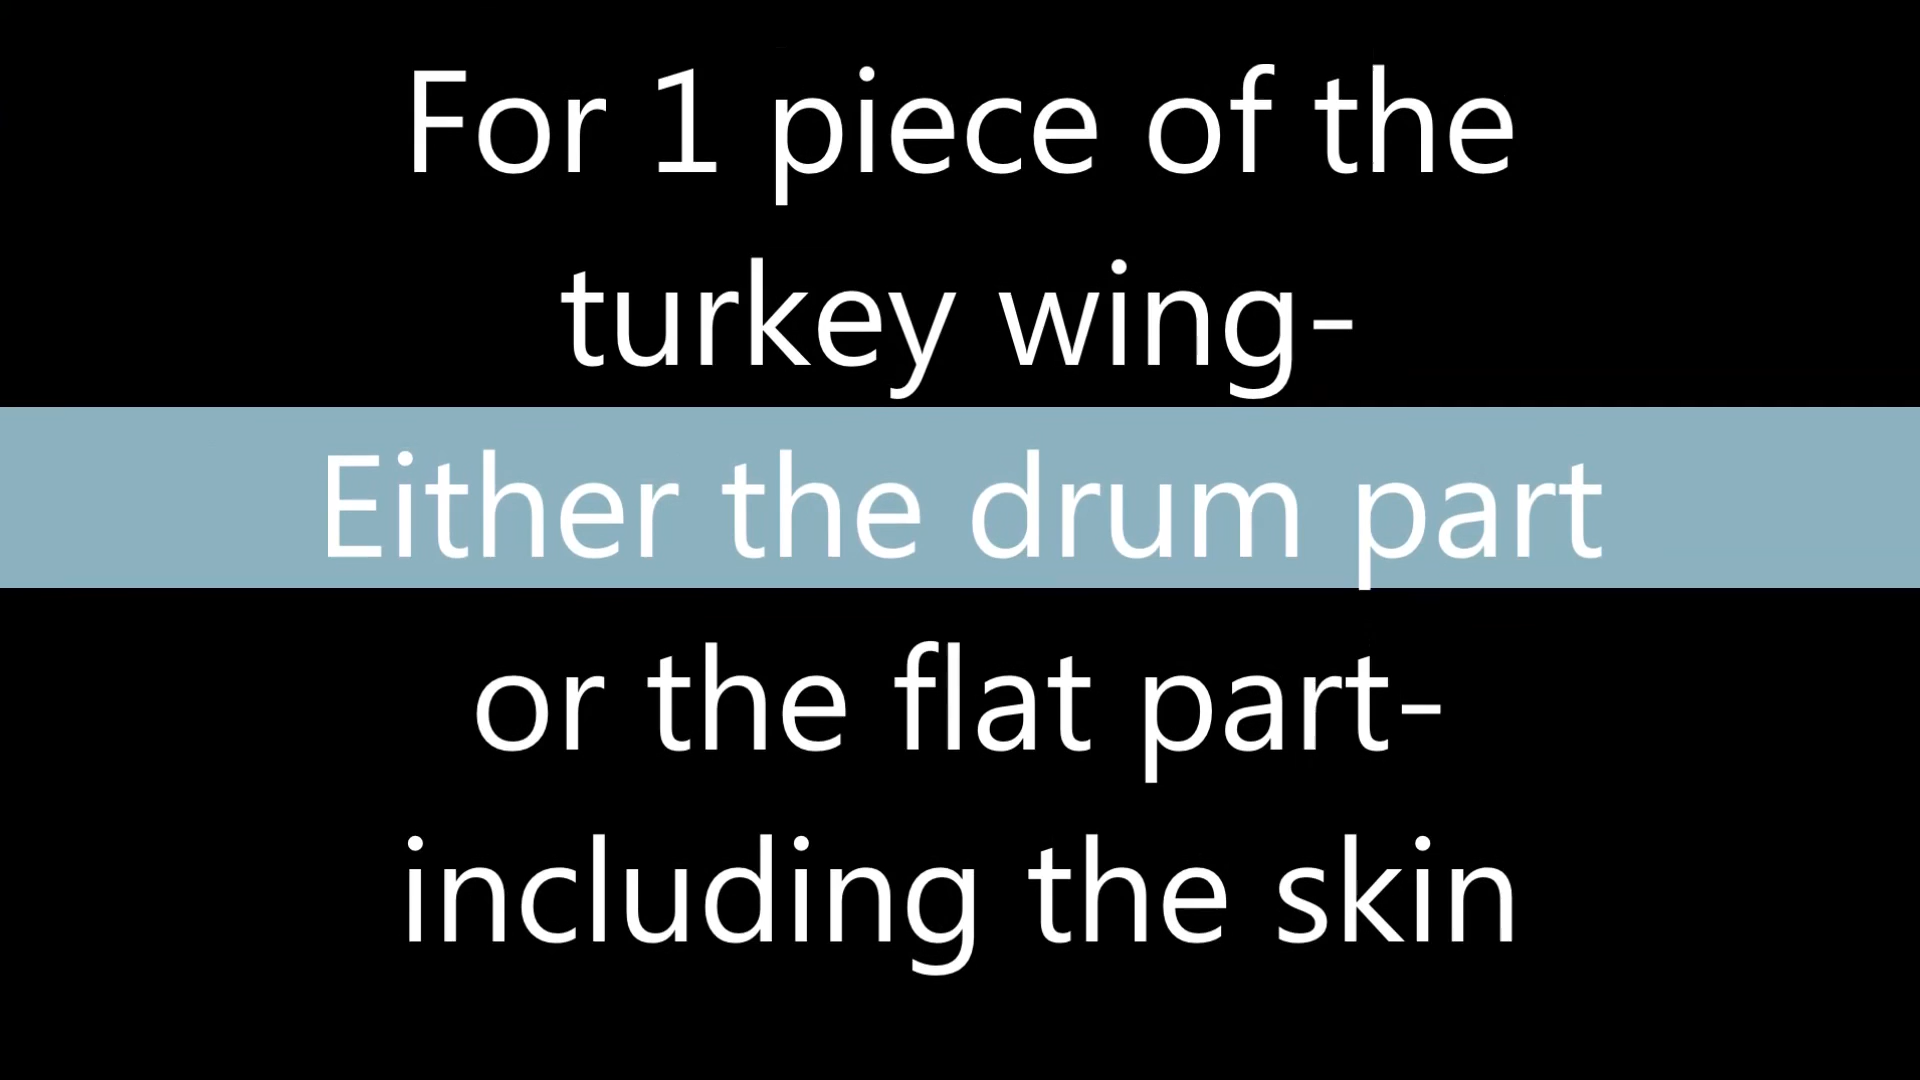 For 1 piece of the
turkey wing-
Either the drum part
or the flat part-
including the skin